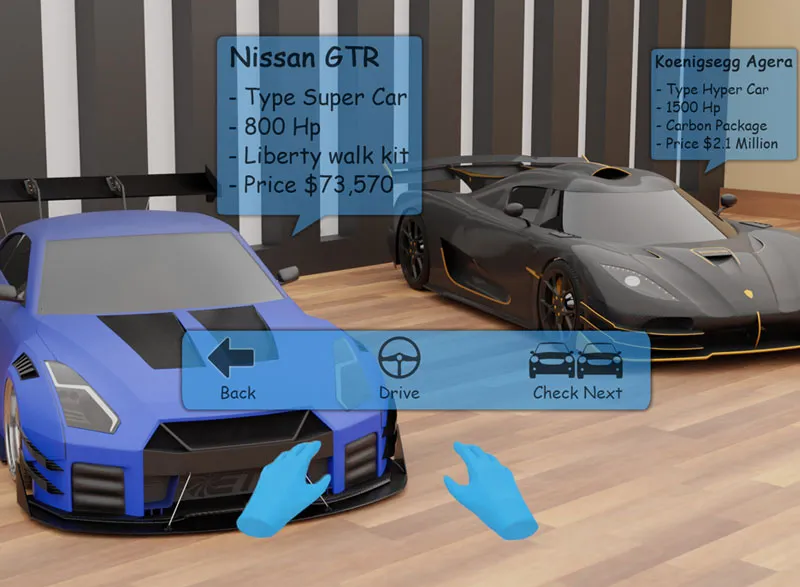 Nissan GTR
- Type Super Car
- 800 Hp
- Liberty walk kit
- Price $73,570
Koenigsegg Agera
- Type Hyper Car
- 1500 Hp
- Carbon Package
- Price $2.1 Million
Back
Drive
Check Next